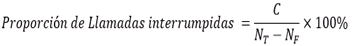 Proporción de Llamadas interrumpidas = C / (N_T − N_F) × 100%